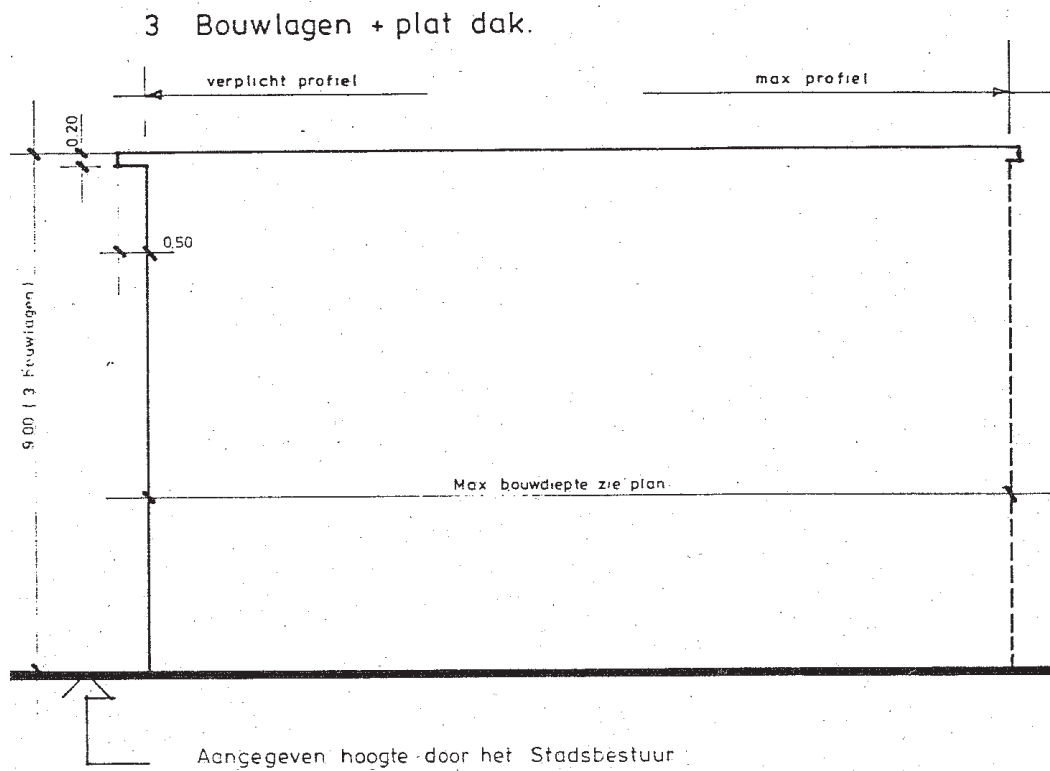 3 Bouwlagen + plat dak.
verplicht profiel
max profiel
0.20
0.50
9.00 ( 3 Bouwlagen )
Max bouwdiepte zie plan
Aangegeven hoogte door het Stadsbestuur